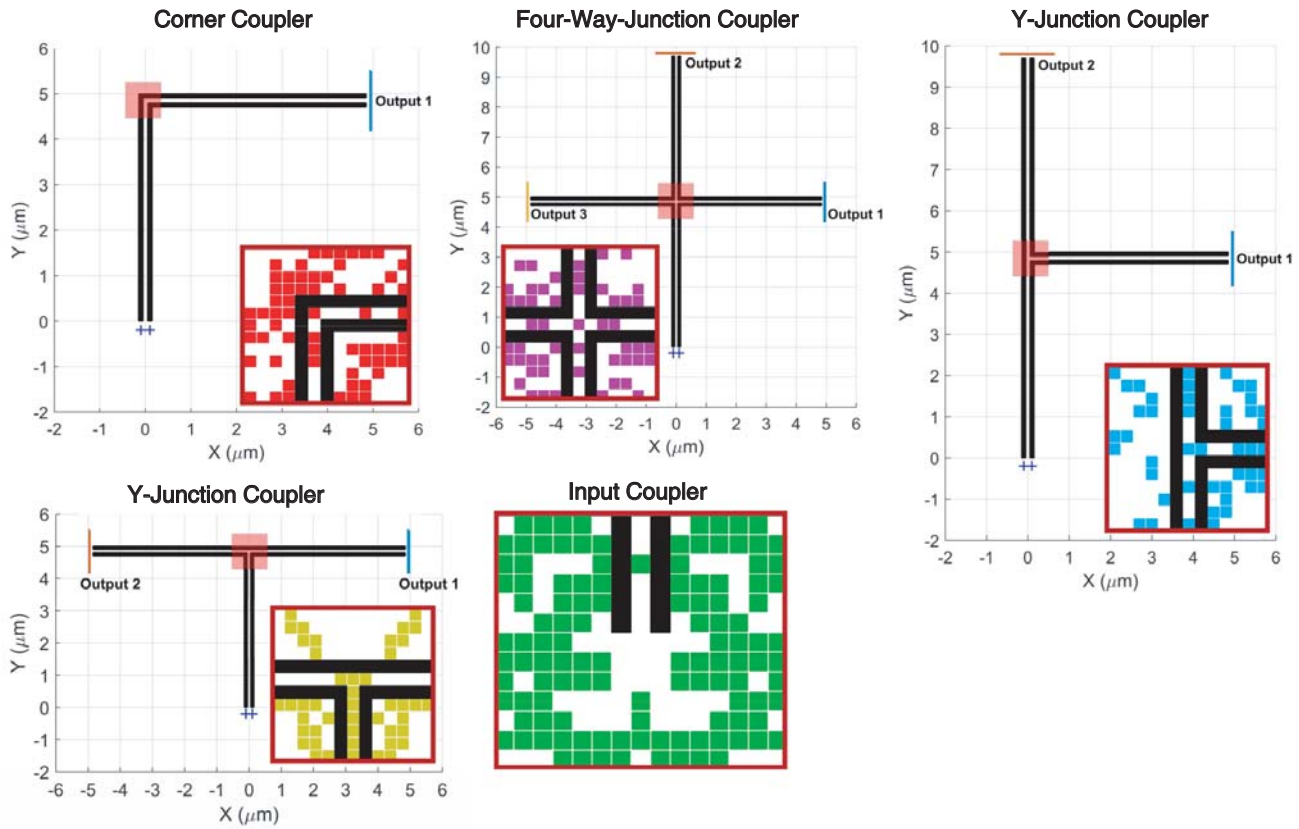 Corner Coupler
6
5
4
3
2
1
0
-1
-2
Y (μm)
Output 1
-2 -1 0 1 2 3 4 5 6
X (μm)
Four-Way-Junction Coupler
10
9
8
7
6
5
4
3
2
1
0
-1
-2
Y (μm)
Output 2
Output 3
Output 1
-6 -5 -4 -3 -2 -1 0 1 2 3 4 5 6
X (μm)
Y-Junction Coupler
10
9
8
7
6
5
4
3
2
1
0
-1
-2
Y (μm)
Output 2
Output 1
-2 -1 0 1 2 3 4 5 6
X (μm)
Y-Junction Coupler
6
5
4
3
2
1
0
-1
-2
Y (μm)
Output 2
Output 1
-6 -5 -4 -3 -2 -1 0 1 2 3 4 5 6
X (μm)
Input Coupler